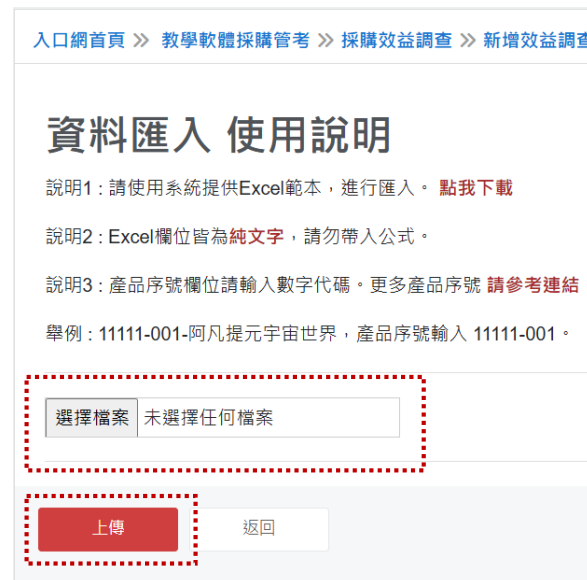 入口網首頁 >> 教學軟體採購管考 >> 採購效益調查 >> 新增效益調查
資料匯入 使用說明
說明1 : 請使用系統提供Excel範本，進行匯入。 點我下載
說明2 : Excel欄位皆為純文字，請勿帶入公式。
說明3 : 產品序號欄位請輸入數字代碼。更多產品序號 請參考連結
舉例 : 11111-001-阿凡提元宇宙世界，產品序號輸入 11111-001。
選擇檔案 未選擇任何檔案
上傳 返回